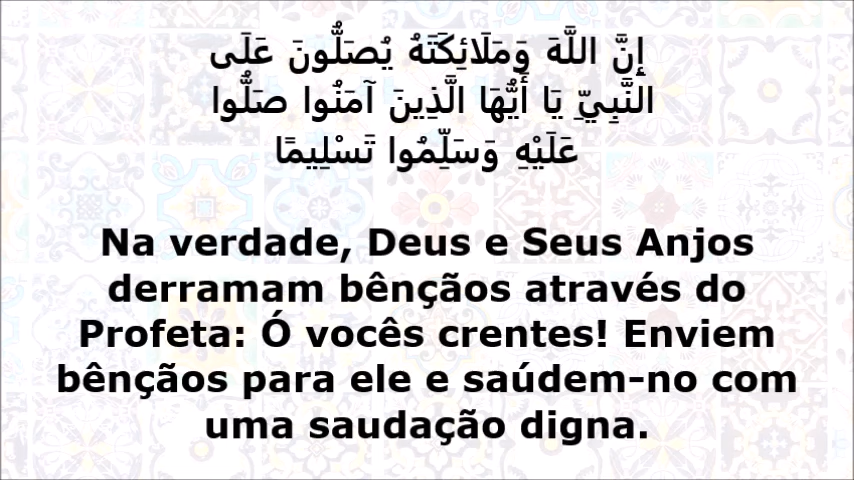 إِنَّ اللَّهَ وَمَلَائِكَتَهُ يُصَلُّونَ عَلَى
النَّبِيِّ يَا أَيُّهَا الَّذِينَ آمَنُوا صَلُّوا
عَلَيْهِ وَسَلِّمُوا تَسْلِيمًا
Na verdade, Deus e Seus Anjos
derramam bênçãos através do
Profeta: Ó vocês crentes! Enviem
bênçãos para ele e saúdem-no com
uma saudação digna.